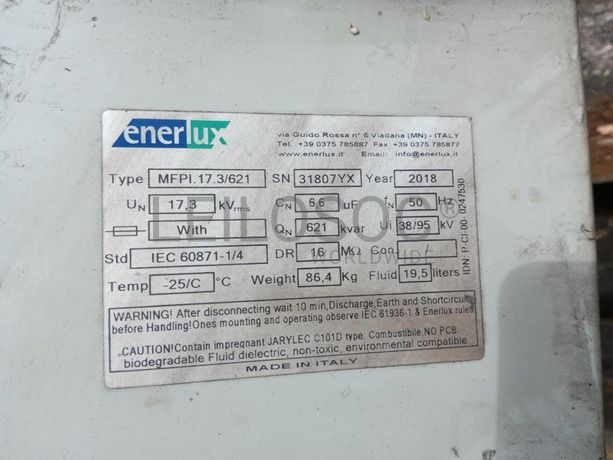 enerlux
via Guido Rossa n° 6 Viadana (MN) - ITALY
Tel. +39 0375 785887 Fax +39 0375 785877
www.enerlux.it Email: info@enerlux.it
Type MFPI.17.3/621 SN 31807YX Year 2018
UN 17,3 kVrms CN 6,6 uF fN 50 Hz
With QN 621 kvar Ui 38/95 kV
Std IEC 60871-1/4 DR 16 MΩ Con. /
Temp -25/C °C Weight 86,4 Kg Fluid 19,5 liters
IDN: P-CI-00- 0247530
WARNING! After disconnecting wait 10 min,Discharge,Earth and Shortcircuit
before Handling!Ones mounting and operating observe IEC 61936-1 & Enerlux rules
CAUTION!Contain impregnant JARYLEC C101D type: Combustibile,NO PCB
biodegradable Fluid dielectric, non-toxic, environmental compatible
MADE IN ITALY
LEILOSOC®
WORLDWIDE